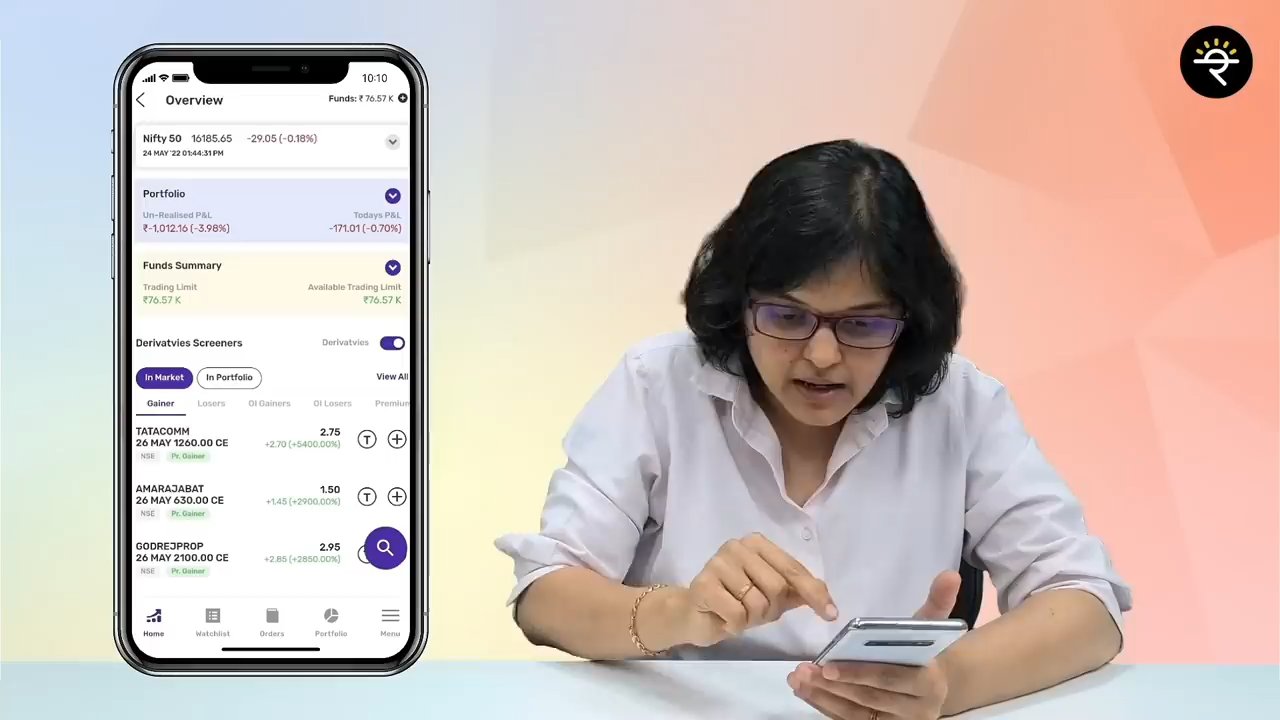 10:10
Overview
Funds: ₹ 76.57 K
Nifty 50 16185.65 -29.05 (-0.18%)
24 MAY '22 01:44:31 PM
Portfolio
Un-Realised P&L Todays P&L
₹-1,012.16 (-3.98%) -171.01 (-0.70%)
Funds Summary
Trading Limit Available Trading Limit
₹76.57 K ₹76.57 K
Derivatvies Screeners Derivatvies
In Market In Portfolio View All
Gainer Losers OI Gainers OI Losers Premium
TATACOMM 2.75
26 MAY 1260.00 CE +2.70 (+5400.00%) T
NSE Pr. Gainer
AMARAJABAT 1.50
26 MAY 630.00 CE +1.45 (+2900.00%) T
NSE Pr. Gainer
GODREJPROP 2.95
26 MAY 2100.00 CE +2.85 (+2850.00%)
NSE Pr. Gainer
Home Watchlist Orders Portfolio Menu